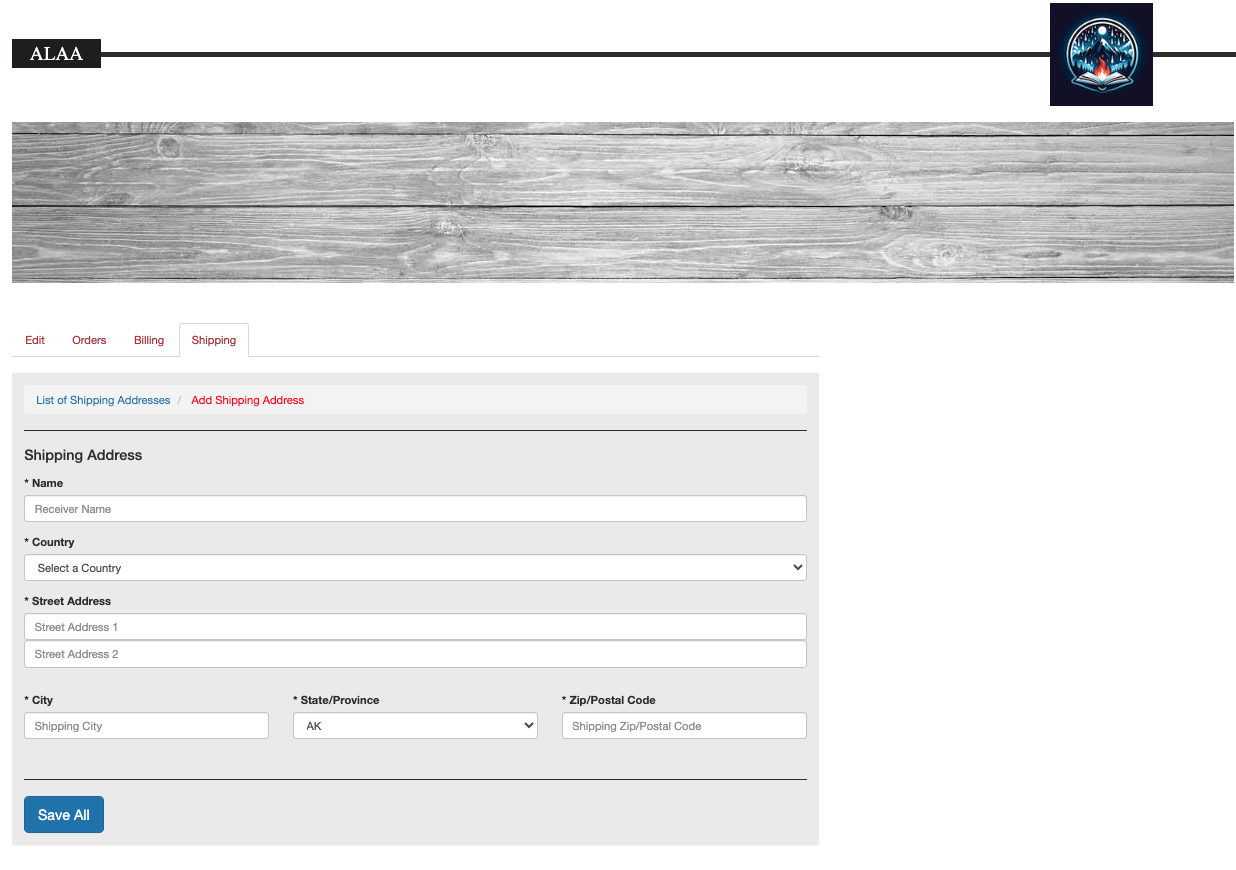 ALAA
Edit Orders Billing Shipping
List of Shipping Addresses / Add Shipping Address
Shipping Address
* Name
Receiver Name
* Country
Select a Country
* Street Address
Street Address 1
Street Address 2
* City * State/Province * Zip/Postal Code
Shipping City AK Shipping Zip/Postal Code
Save All